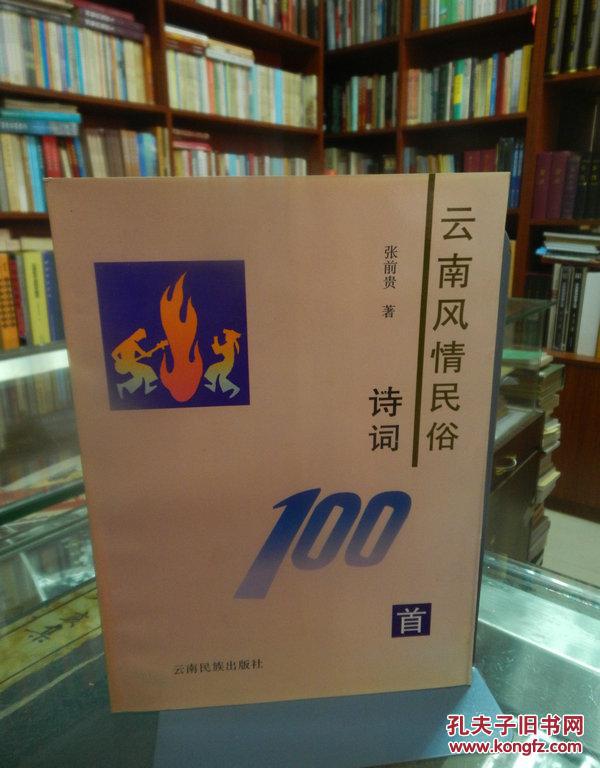 云南风情民俗
诗词
100
首
张前贵 著
云南民族出版社
孔夫子旧书网
www.kongfz.com